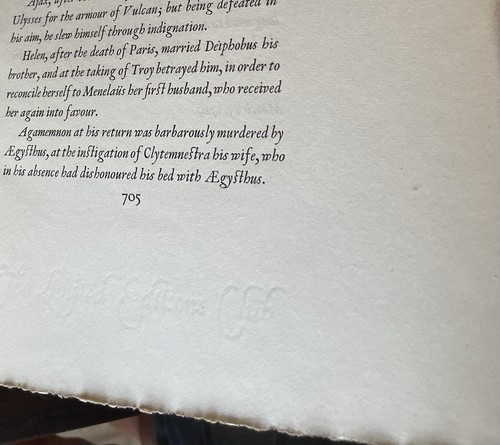 Ajax, after
Ulysses for the armour of Vulcan; but being defeated in
his aim, he slew himself through indignation.
Helen, after the death of Paris, married Deïphobus his
brother, and at the taking of Troy betrayed him, in order to
reconcile herself to Menelaüs her first husband, who received
her again into favour.
Agamemnon at his return was barbarously murdered by
Ægysthus, at the instigation of Clytemnestra his wife, who
in his absence had dishonoured his bed with Ægysthus.
705